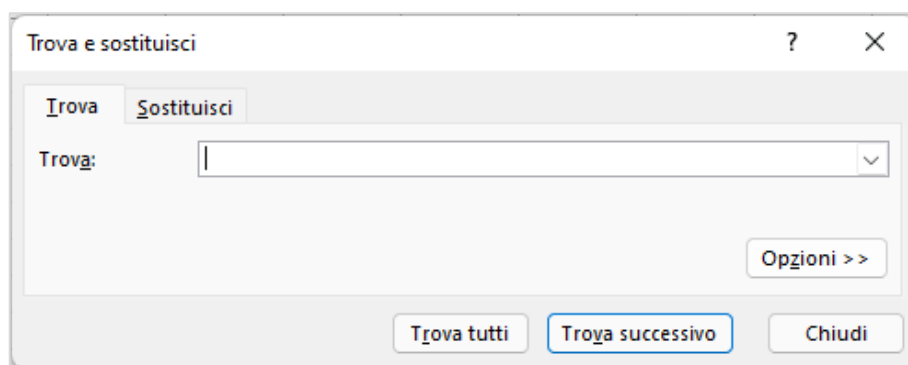 Trova e sostituisci ?
Trova Sostituisci
Trova:
Opzioni >>
Trova tutti Trova successivo Chiudi